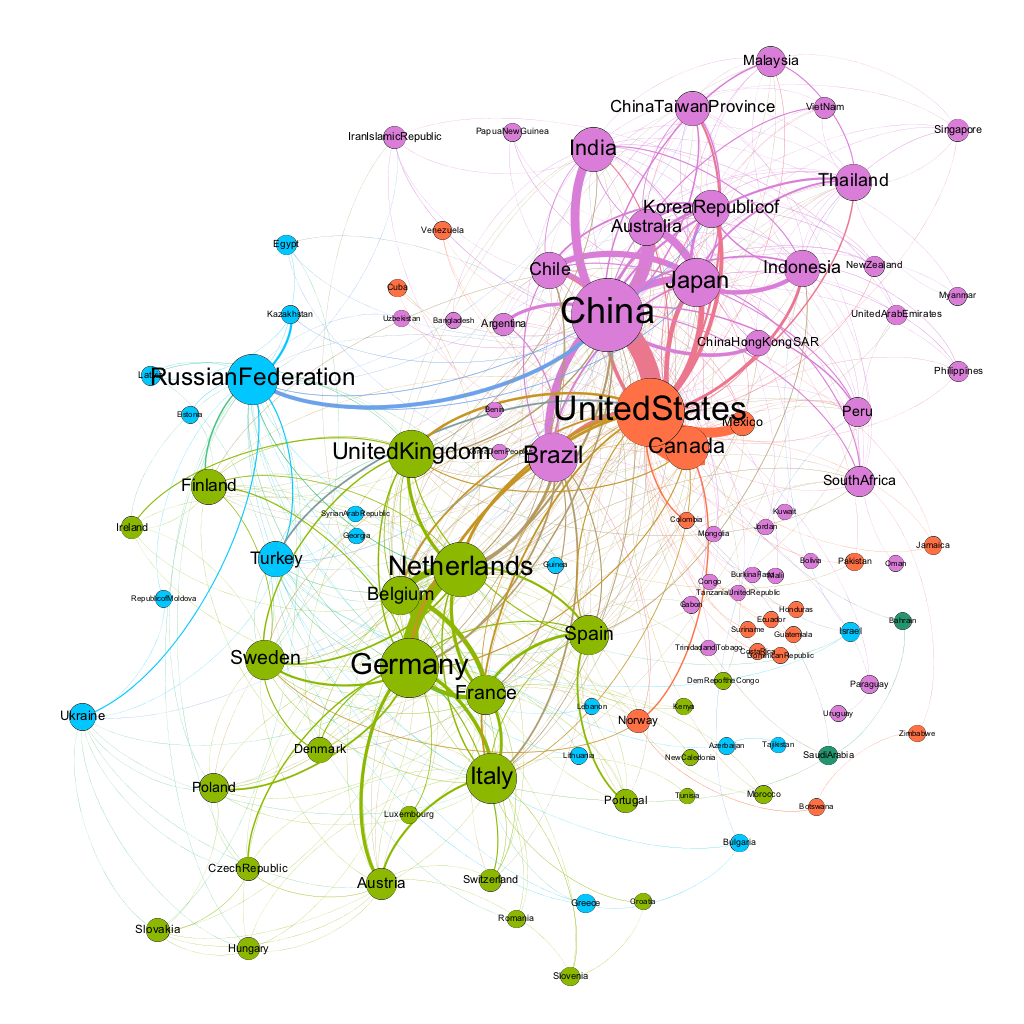 Malaysia
ChinaTaiwanProvince
VietNam
Singapore
PapuaNewGuinea
IranIslamicRepublic
India
Thailand
KoreaRepublicof
Australia
Venezuela
Egypt
Chile
Indonesia
NewZealand
Japan
Cuba
Myanmar
Kazakhstan
Uzbekistan
Bangladesh
Argentina
China
UnitedArabEmirates
ChinaHongKongSAR
Philippines
RussianFederation
Estonia
Benin
UnitedStates
Peru
Mexico
Canada
UnitedKingdom
Brazil
SouthAfrica
Finland
Ireland
SyrianArabRepublic
Georgia
Colombia
Kuwait
Jordan
Mongolia
Jamaica
Turkey
Guinea
Netherlands
Bolivia
Pakistan
Oman
BurkinaFaso
Mali
Congo
TanzaniaUnitedRepublic
RepublicofMoldova
Belgium
Gabon
Honduras
Ecuador
Bahrain
Suriname
Guatemala
Israel
Spain
TrinidadandTobago
CostaRica
DominicanRepublic
Sweden
Germany
France
DemRepoftheCongo
Paraguay
Ukraine
Lebanon
Kenya
Uruguay
Norway
Zimbabwe
Denmark
Lithuania
NewCaledonia
Azerbaijan
Tajikistan
SaudiArabia
Italy
Poland
Portugal
Tunisia
Morocco
Botswana
Luxembourg
Bulgaria
CzechRepublic
Austria
Switzerland
Greece
Croatia
Romania
Slovakia
Hungary
Slovenia